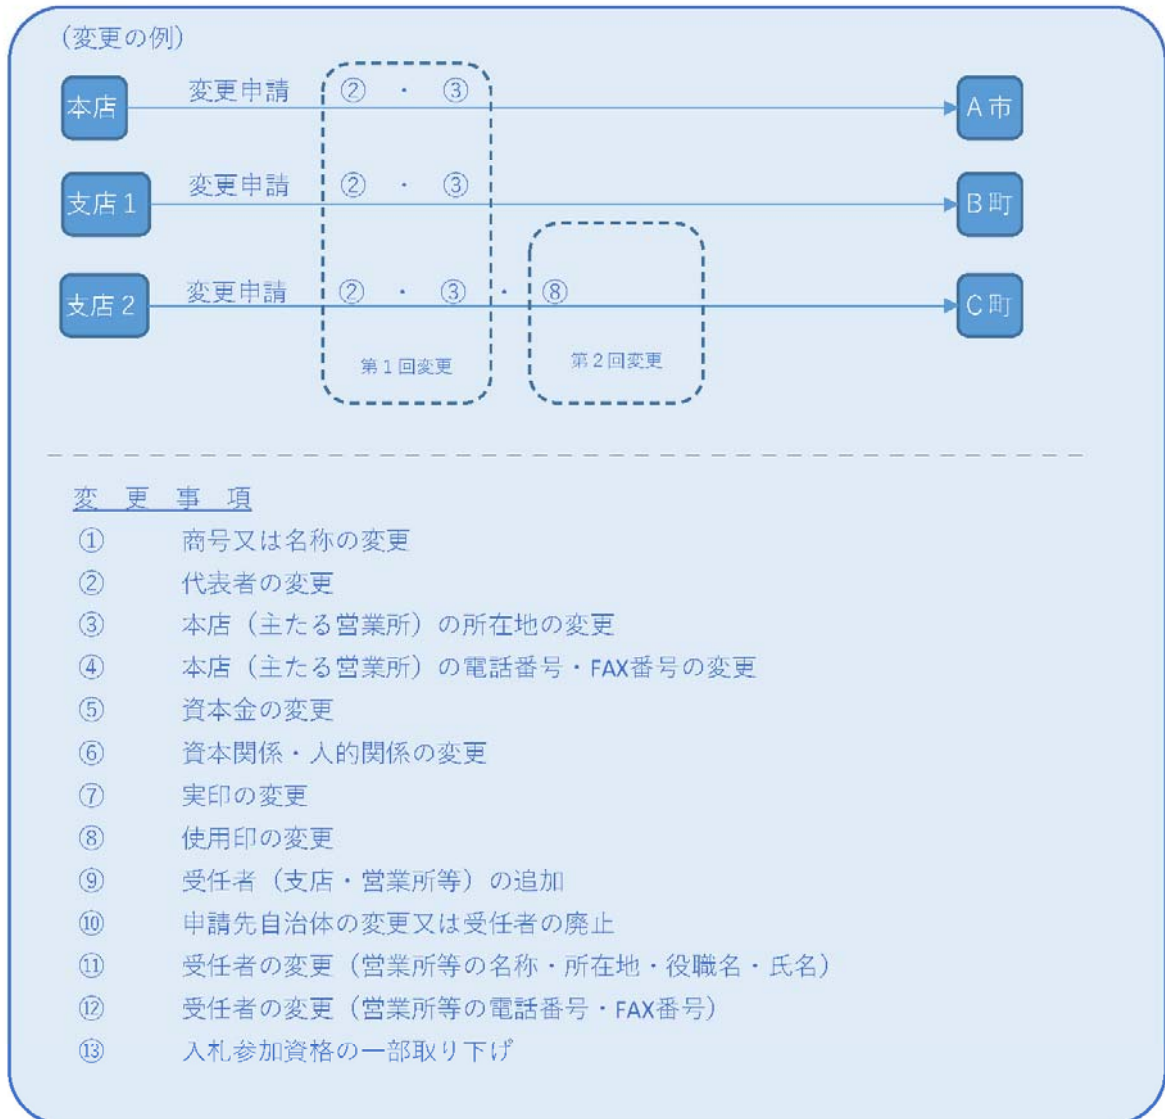 (変更の例)
本店 変更申請 ② ・ ③ A市
支店1 変更申請 ② ・ ③ B町
支店2 変更申請 ② ・ ③ ・ ⑧ C町
第1回変更 第2回変更
変更事項
① 商号又は名称の変更
② 代表者の変更
③ 本店（主たる営業所）の所在地の変更
④ 本店（主たる営業所）の電話番号・FAX番号の変更
⑤ 資本金の変更
⑥ 資本関係・人的関係の変更
⑦ 実印の変更
⑧ 使用印の変更
⑨ 受任者（支店・営業所等）の追加
⑩ 申請先自治体の変更又は受任者の廃止
⑪ 受任者の変更（営業所等の名称・所在地・役職名・氏名）
⑫ 受任者の変更（営業所等の電話番号・FAX番号）
⑬ 入札参加資格の一部取り下げ